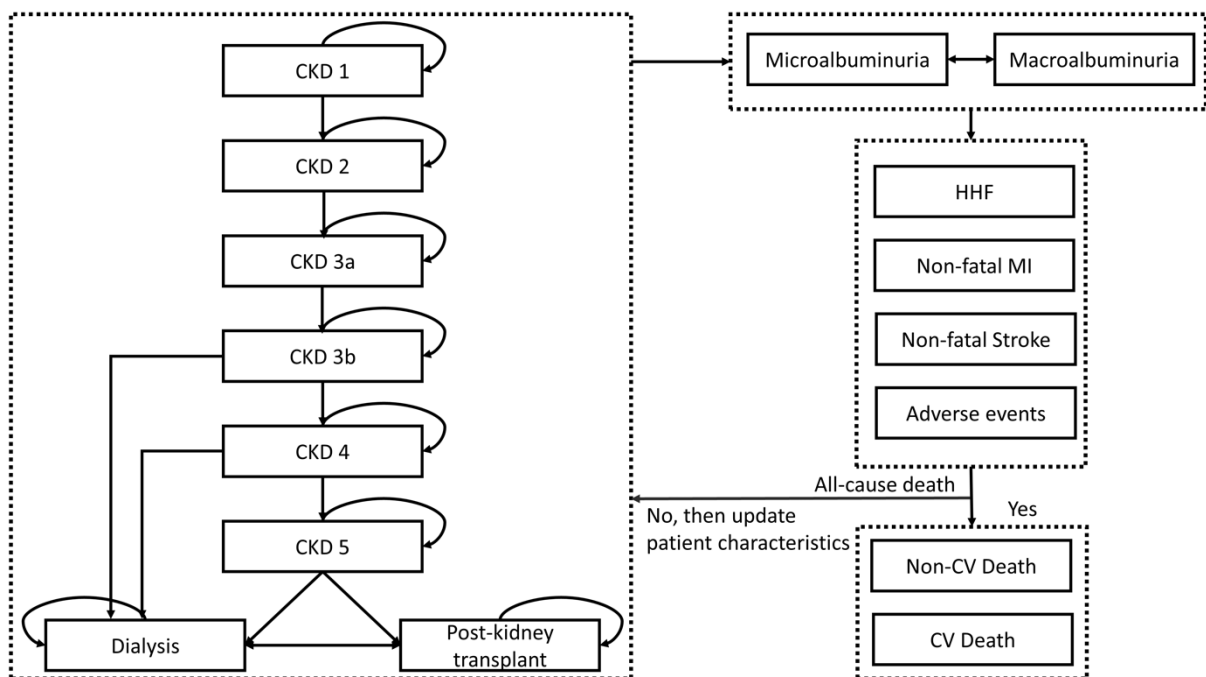 CKD 1
CKD 2
CKD 3a
CKD 3b
CKD 4
CKD 5
Dialysis
Post-kidney
transplant
Microalbuminuria
Macroalbuminuria
HHF
Non-fatal MI
Non-fatal Stroke
Adverse events
All-cause death
Yes
No, then update
patient characteristics
Non-CV Death
CV Death